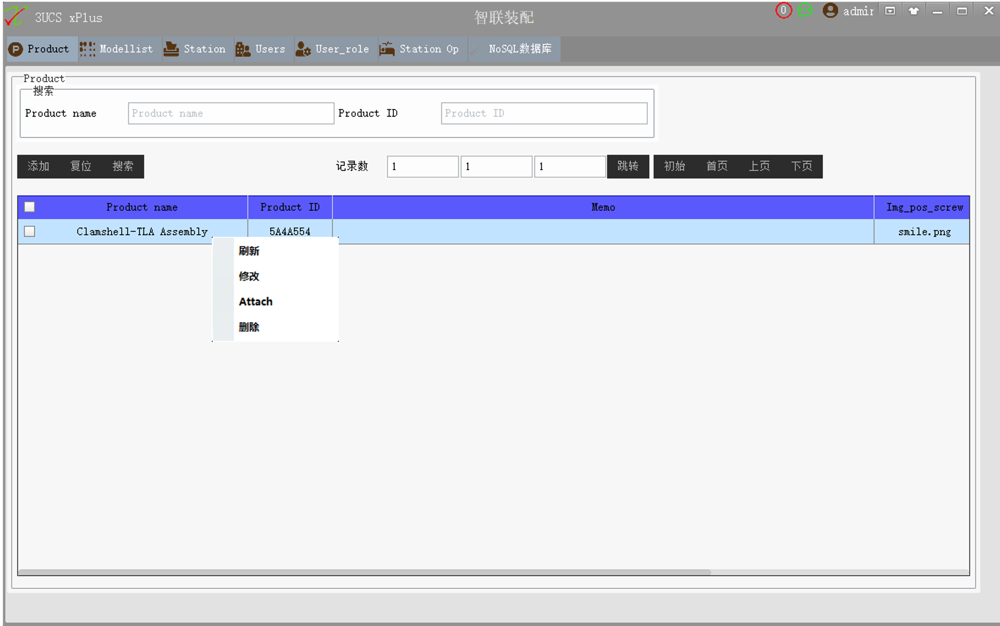 3UCS xPlus 智联装配 0 admir
Product Modellist Station Users User_role Station Op NoSQL数据库
Product
搜索
Product name Product name Product ID Product ID
添加 复位 搜索 记录数 1 1 1 跳转 初始 首页 上页 下页
Product name Product ID Memo Img_pos_screw
Clamshell-TLA Assembly 5A4A554 smile.png
刷新
修改
Attach
删除